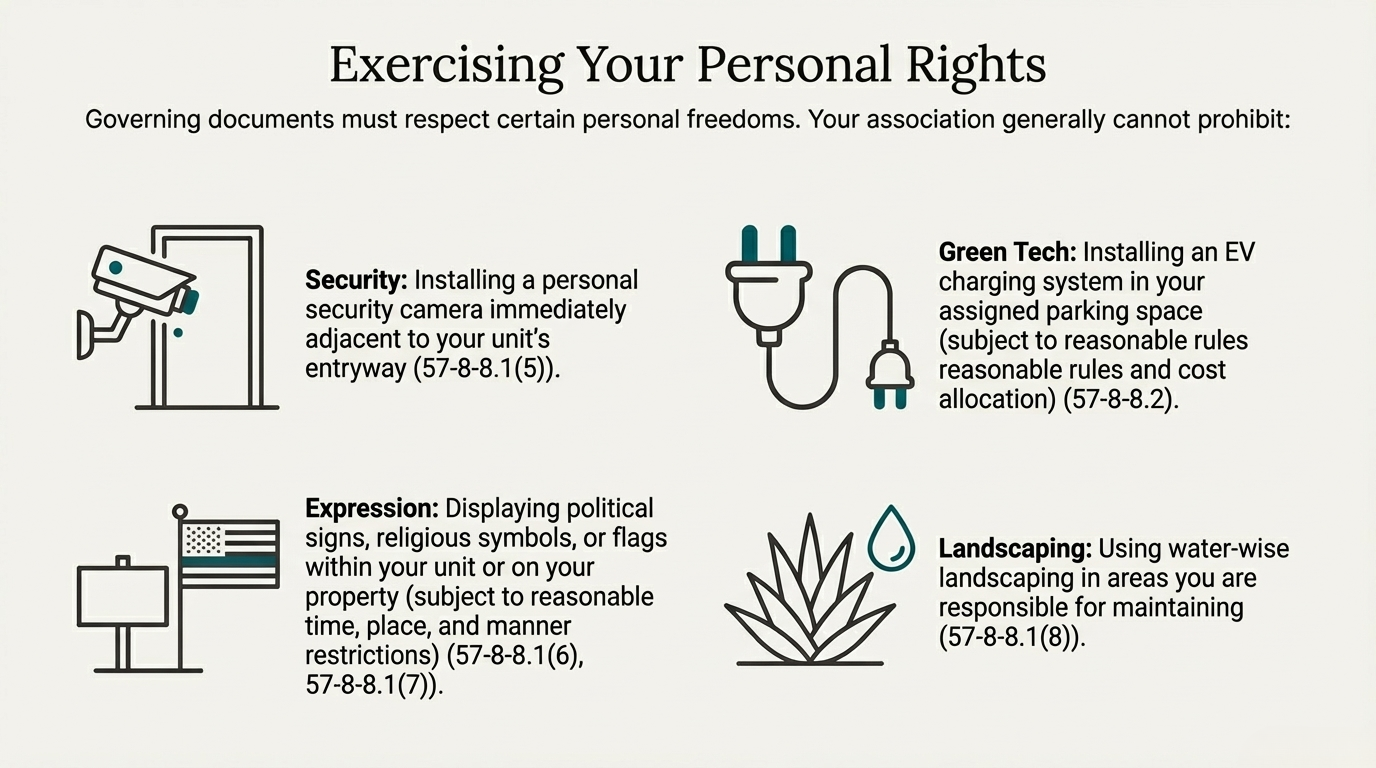 Exercising Your Personal Rights
Governing documents must respect certain personal freedoms. Your association generally cannot prohibit:
Security: Installing a personal
security camera immediately
adjacent to your unit's
entryway (57-8-8.1(5)).
Green Tech: Installing an EV
charging system in your
assigned parking space
(subject to reasonable rules
reasonable rules and cost
allocation) (57-8-8.2).
Expression: Displaying political
signs, religious symbols, or flags
within your unit or on your
property (subject to reasonable
time, place, and manner
restrictions) (57-8-8.1(6),
57-8-8.1(7)).
Landscaping: Using water-wise
landscaping in areas you are
responsible for maintaining
(57-8-8.1(8)).